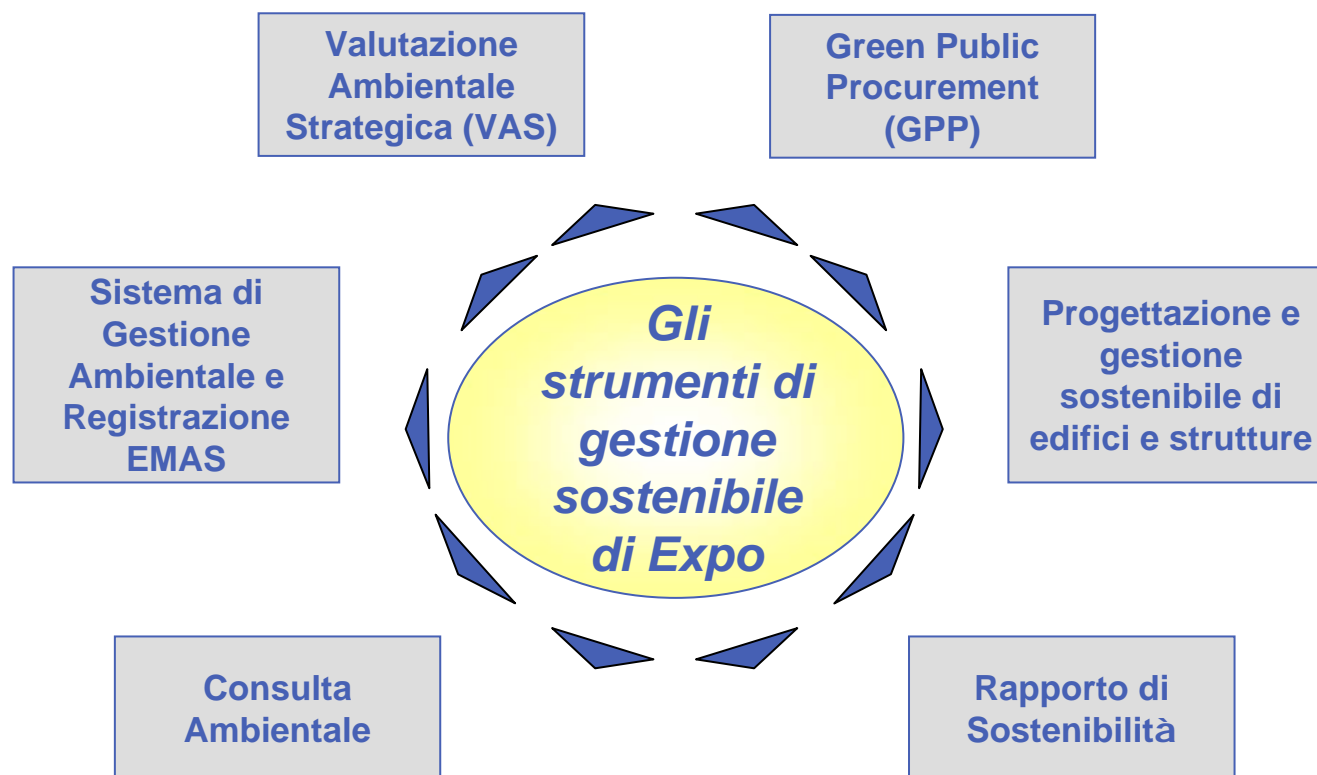 Valutazione
Ambientale
Strategica (VAS)
Green Public
Procurement
(GPP)
Sistema di
Gestione
Ambientale e
Registrazione
EMAS
Gli
strumenti di
gestione
sostenibile
di Expo
Progettazione e
gestione
sostenibile di
edifici e strutture
Consulta
Ambientale
Rapporto di
Sostenibilità